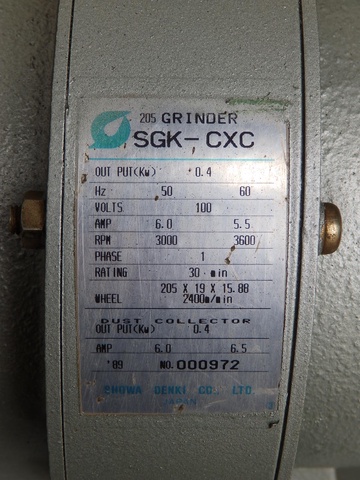 205 GRINDER
SGK-CXC
OUT PUT(Kw) 0.4
Hz 50 60
VOLTS 100
AMP 6.0 5.5
RPM 3000 3600
PHASE 1
RATING 30·min
WHEEL 205 X 19 X 15.88
2400m/min
DUST COLLECTOR
OUT PUT(Kw) 0.4
AMP 6.0 6.5
'89 NO. 000972
SHOWA DENKI CO., LTD.
JAPAN